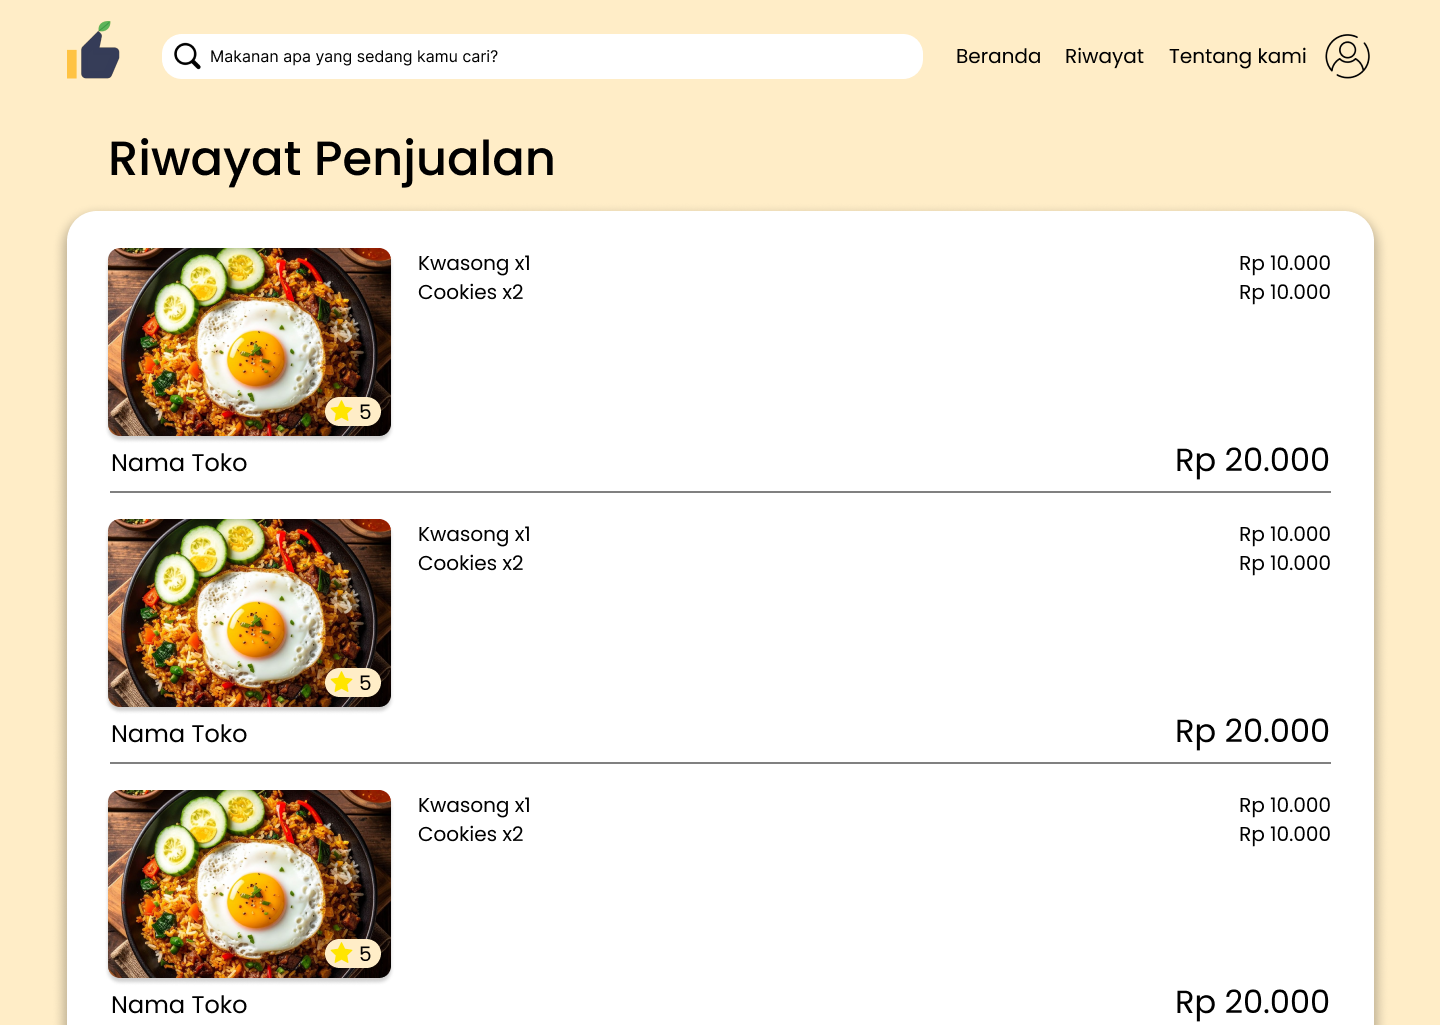 Makanan apa yang sedang kamu cari?
Beranda Riwayat Tentang kami
Riwayat Penjualan
Kwasong x1 Rp 10.000
Cookies x2 Rp 10.000
5
Nama Toko Rp 20.000
Kwasong x1 Rp 10.000
Cookies x2 Rp 10.000
5
Nama Toko Rp 20.000
Kwasong x1 Rp 10.000
Cookies x2 Rp 10.000
5
Nama Toko Rp 20.000